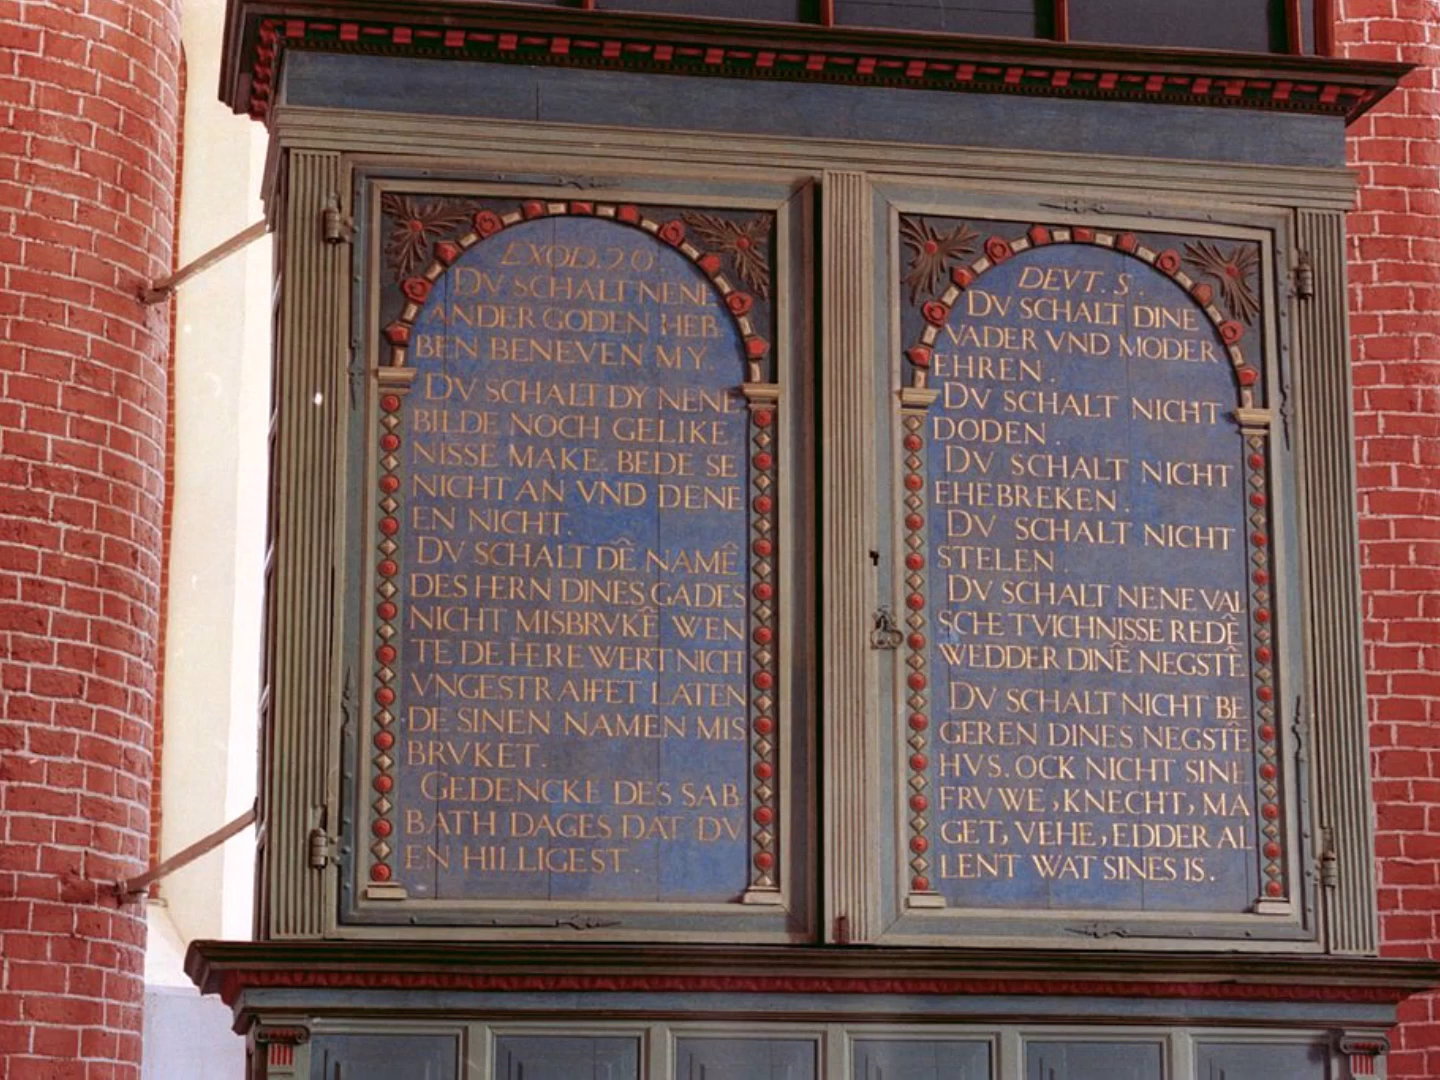 EXOD. 20.
DV SCHALT NENE
ANDER GODEN HEB
BEN BENEVEN MY.
DV SCHALT DY NENE
BILDE NOCH GELIKE
NISSE MAKE. BEDE SE
NICHT AN VND DENE
EN NICHT.
DV SCHALT DÊ NAMÊ
DES HERN DINES GADES
NICHT MISBRVKÊ WEN
TE DE HERE WERT NICH
VNGESTRAIFET LATEN
DE SINEN NAMEN MIS
BRVKET.
GEDENCKE DES SAB
BATH DAGES DAT DV
EN HILLIGEST.
DEVT. 5.
DV SCHALT DINE
VADER VND MODER
EHREN.
DV SCHALT NICHT
DODEN.
DV SCHALT NICHT
EHEBREKEN.
DV SCHALT NICHT
STELEN.
DV SCHALT NENE VAL
SCHE TVICHNISSE REDÊ
WEDDER DINÊ NEGSTÊ
DV SCHALT NICHT BE
GEREN DINES NEGSTÊ
HVS. OCK NICHT SINE
FRVWE, KNECHT, MA
GET, VEHE, EDDER AL
LENT WAT SINES IS.